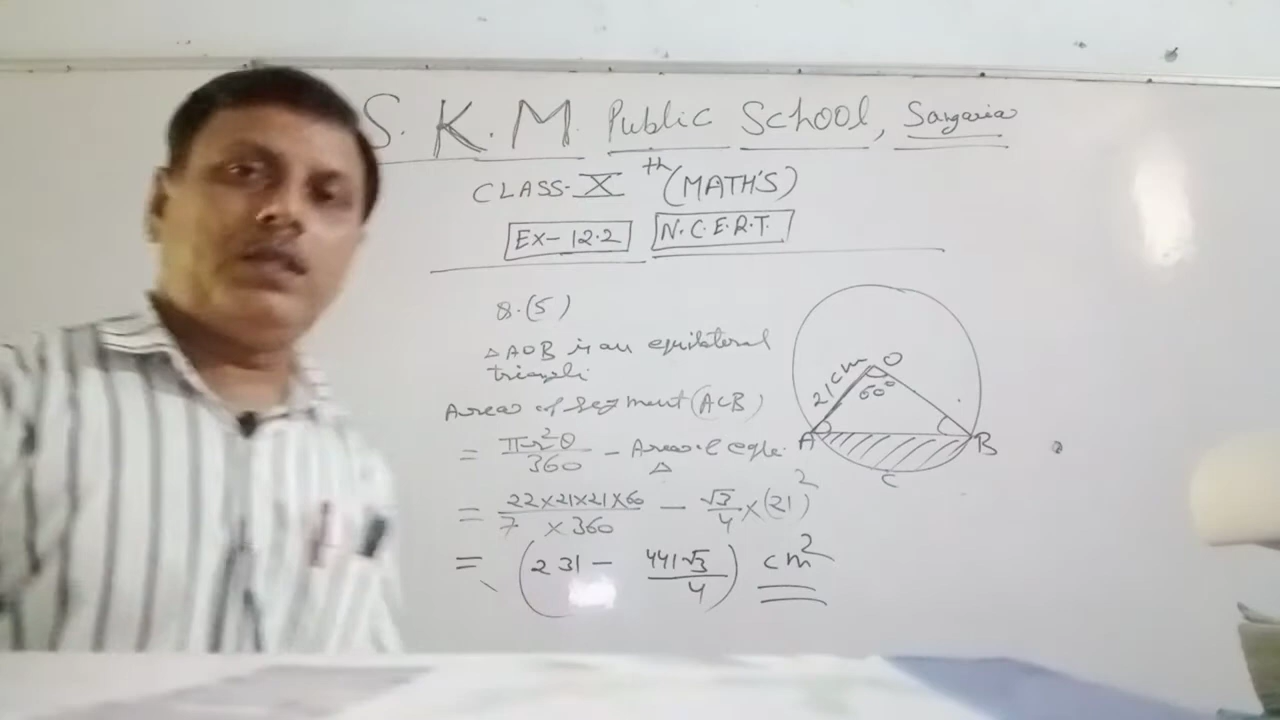 S. K. M. Public School, Sangaria
CLASS-X th (MATH'S)
EX-12.2 N.C.E.R.T.
8.(5)
△AOB is an equilateral
triangle
Area of segment (ACB)
= πr²θ/360 - Area of eqle.
△
= 22×21×21×60/7×360 - √3/4×(21)²
= (231 - 441√3/4) cm²
O
21cm
60°
A
B
C